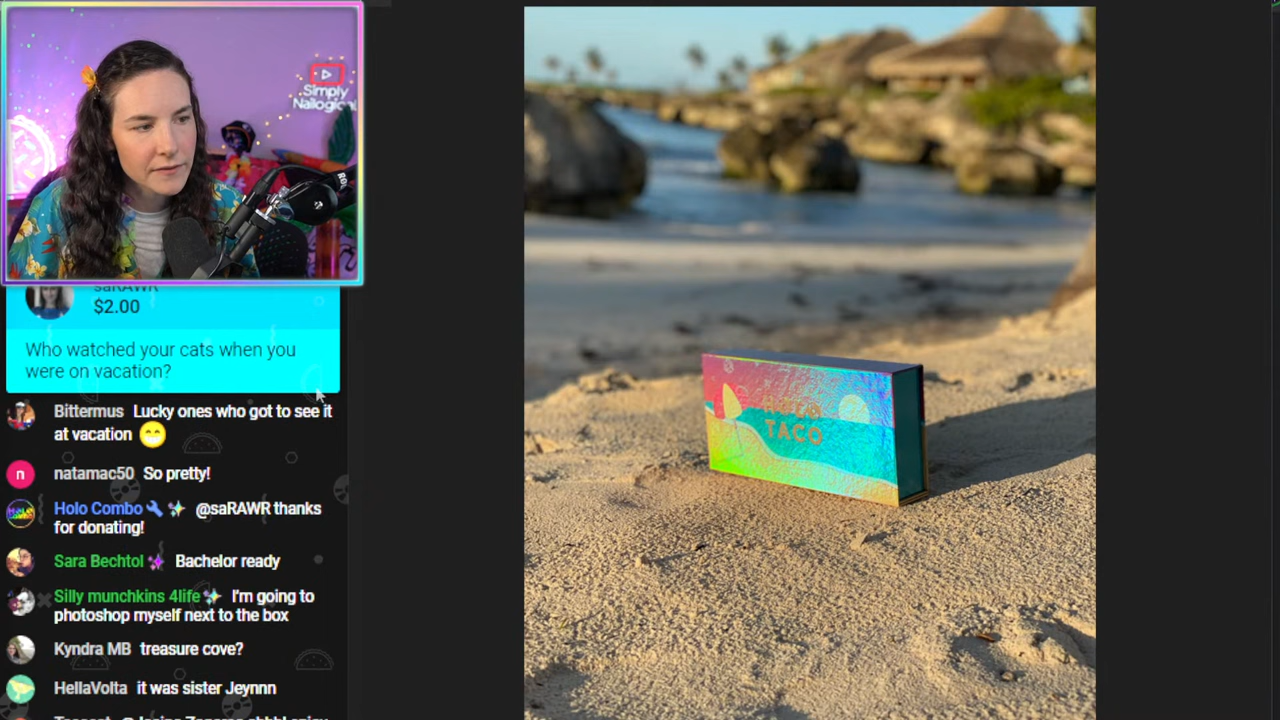 Simply
Nailogical
saRAWR
$2.00
Who watched your cats when you
were on vacation?
Bittermus Lucky ones who got to see it
at vacation
n natamac50 So pretty!
Holo Combo @saRAWR thanks
for donating!
Sara Bechtol Bachelor ready
Silly munchkins 4life I'm going to
photoshop myself next to the box
Kyndra MB treasure cove?
HellaVolta it was sister Jeynnn
HOLO
TACO